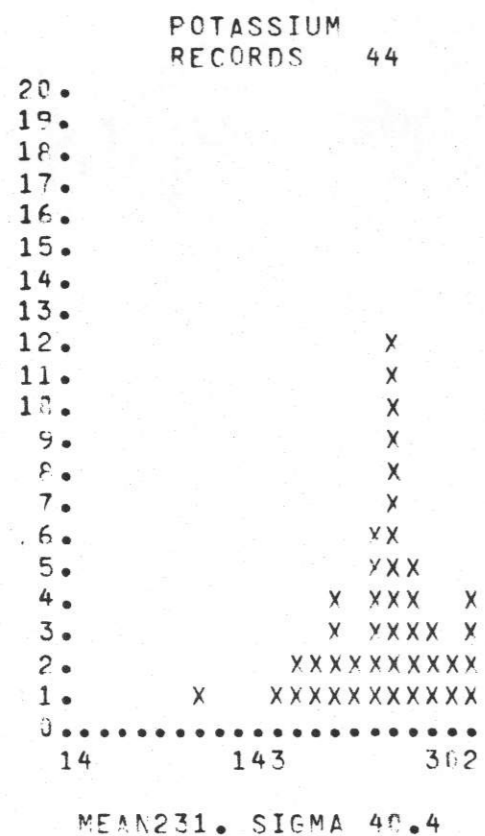 POTASSIUM
RECORDS 44
20.
19.
18.
17.
16.
15.
14.
13.
12. X
11. X
10. X
9. X
8. X
7. X
6. XX
5. XXX
4. X XXX X
3. X XXXX X
2. XXXXXXXXXX
1. X XXXXXXXXXXX
0......................
14 143 302
MEAN231. SIGMA 40.4